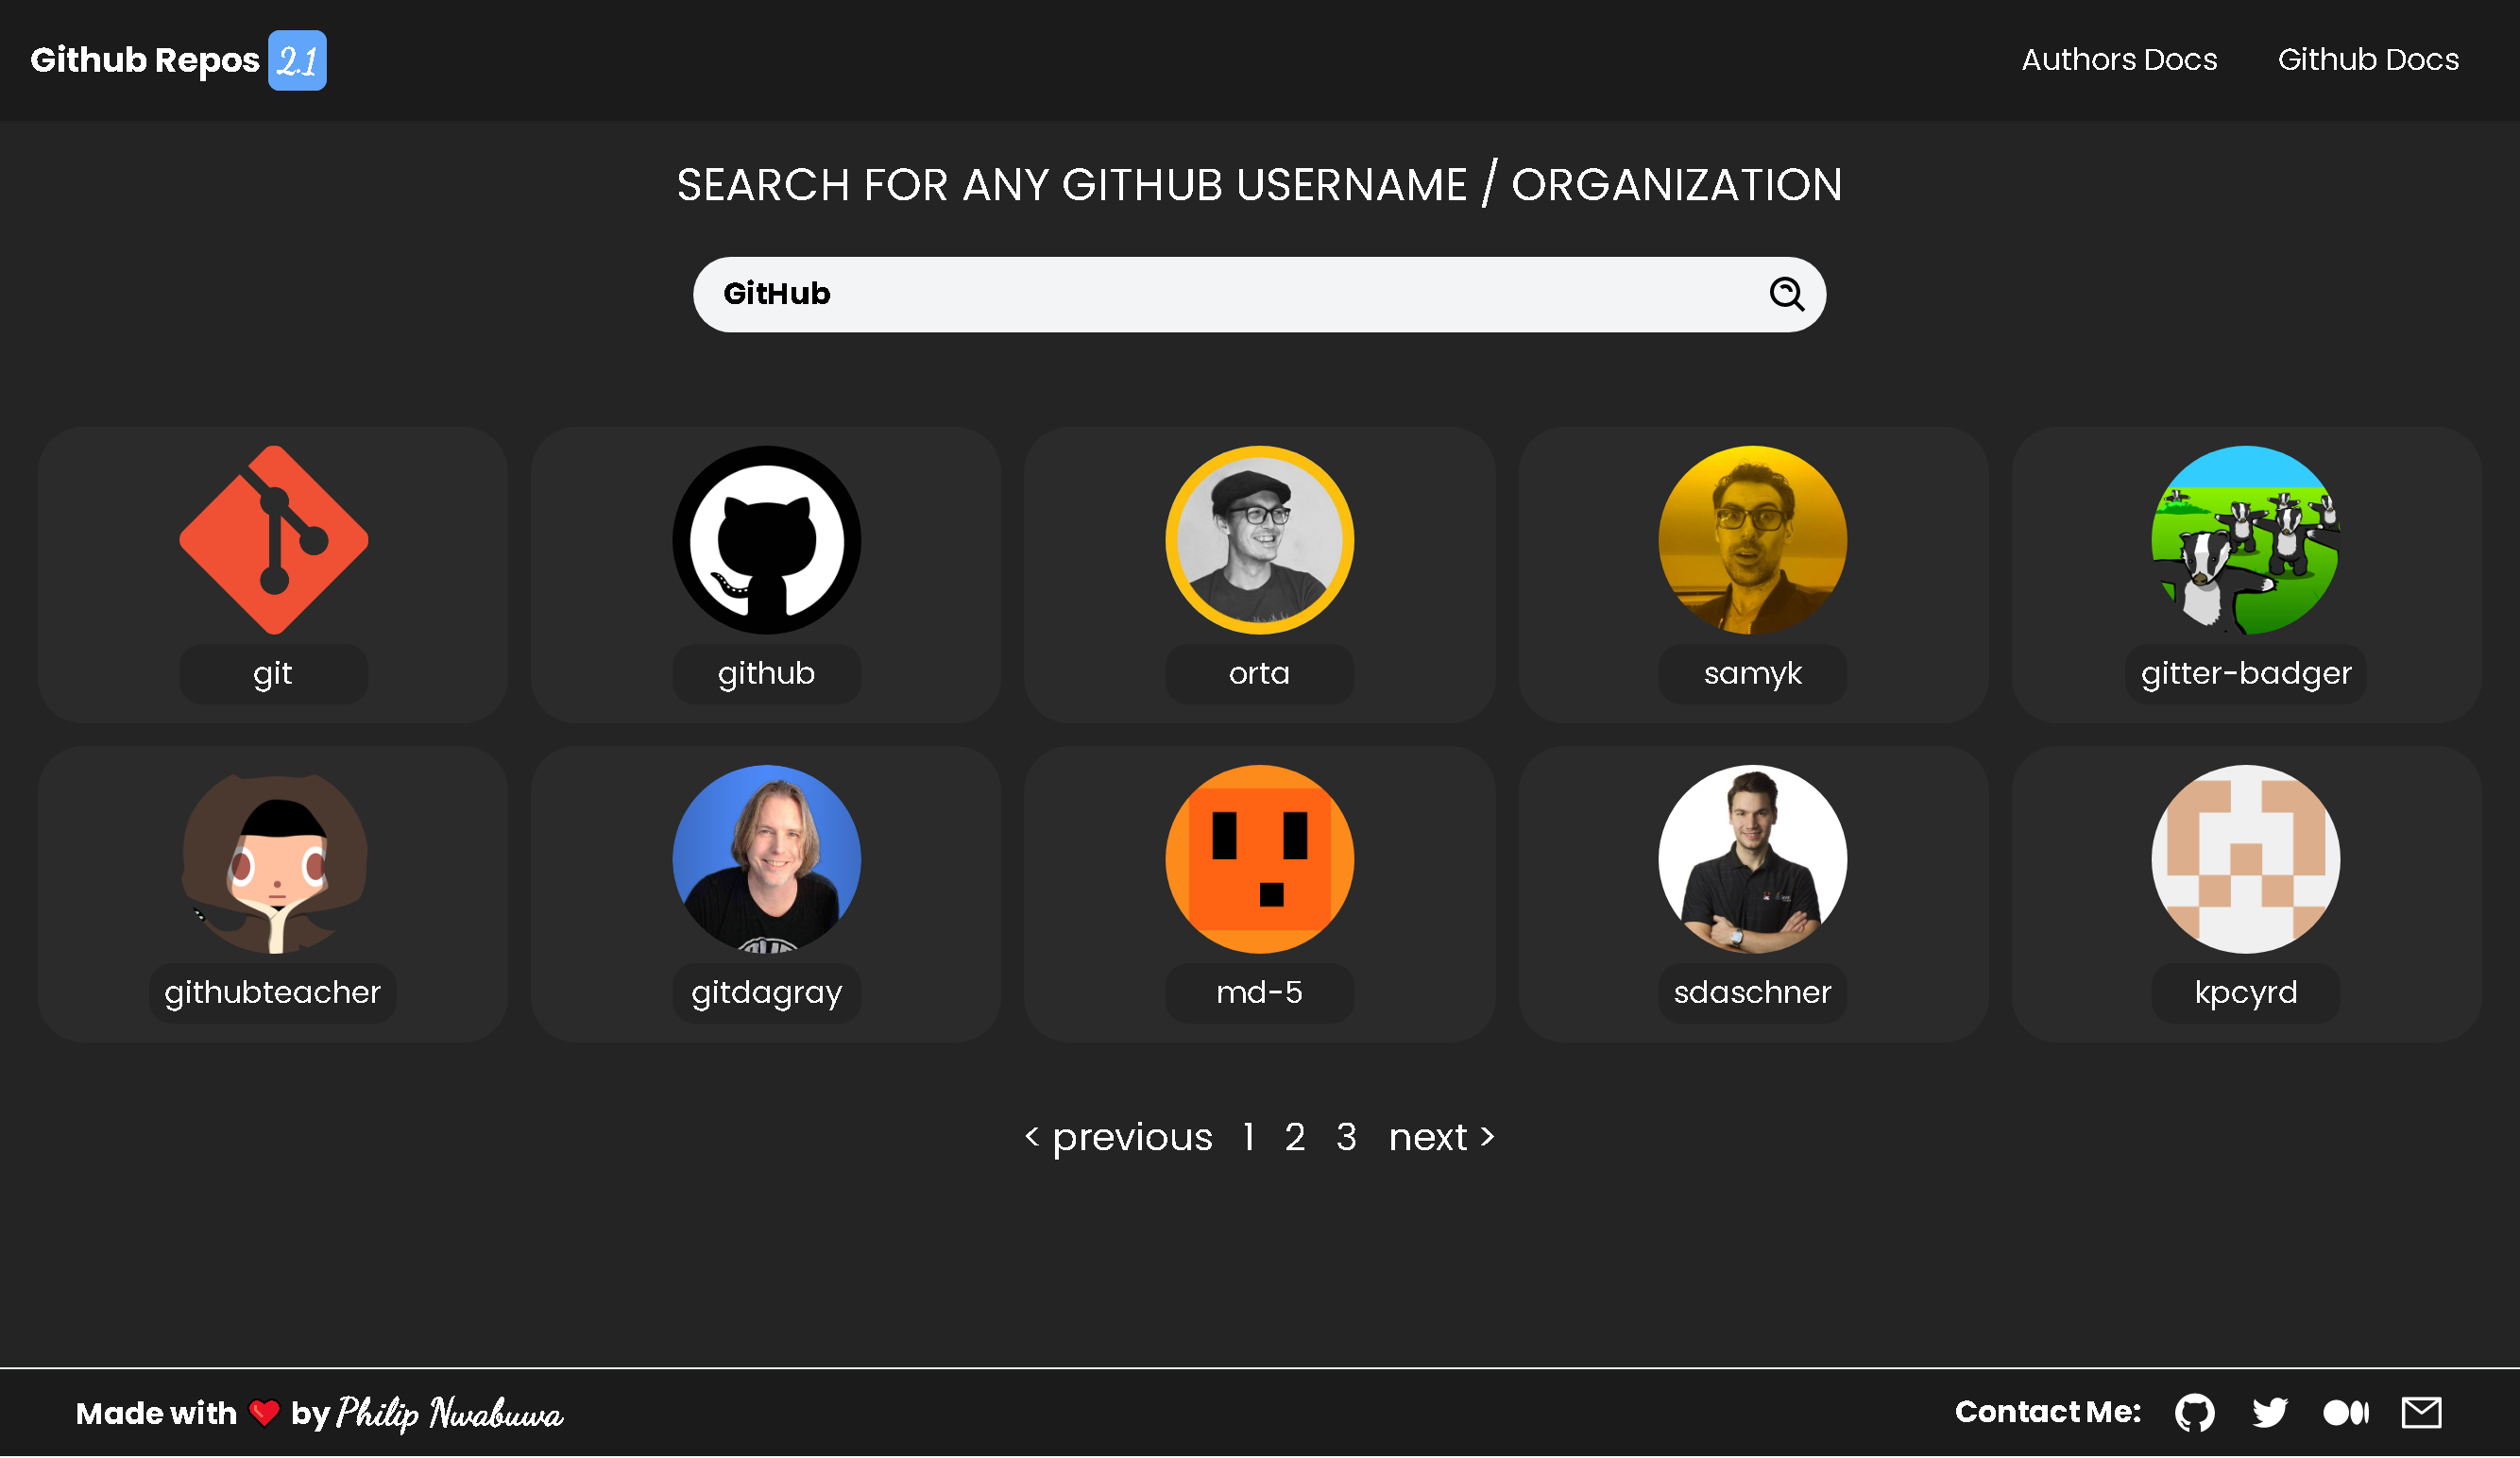 Github Repos 2.1
Authors Docs Github Docs
SEARCH FOR ANY GITHUB USERNAME / ORGANIZATION
GitHub
git github orta samyk gitter-badger
githubteacher gitdagray md-5 sdaschner kpcyrd
< previous 1 2 3 next >
Made with ❤️ by Philip Nwabuwa
Contact Me: